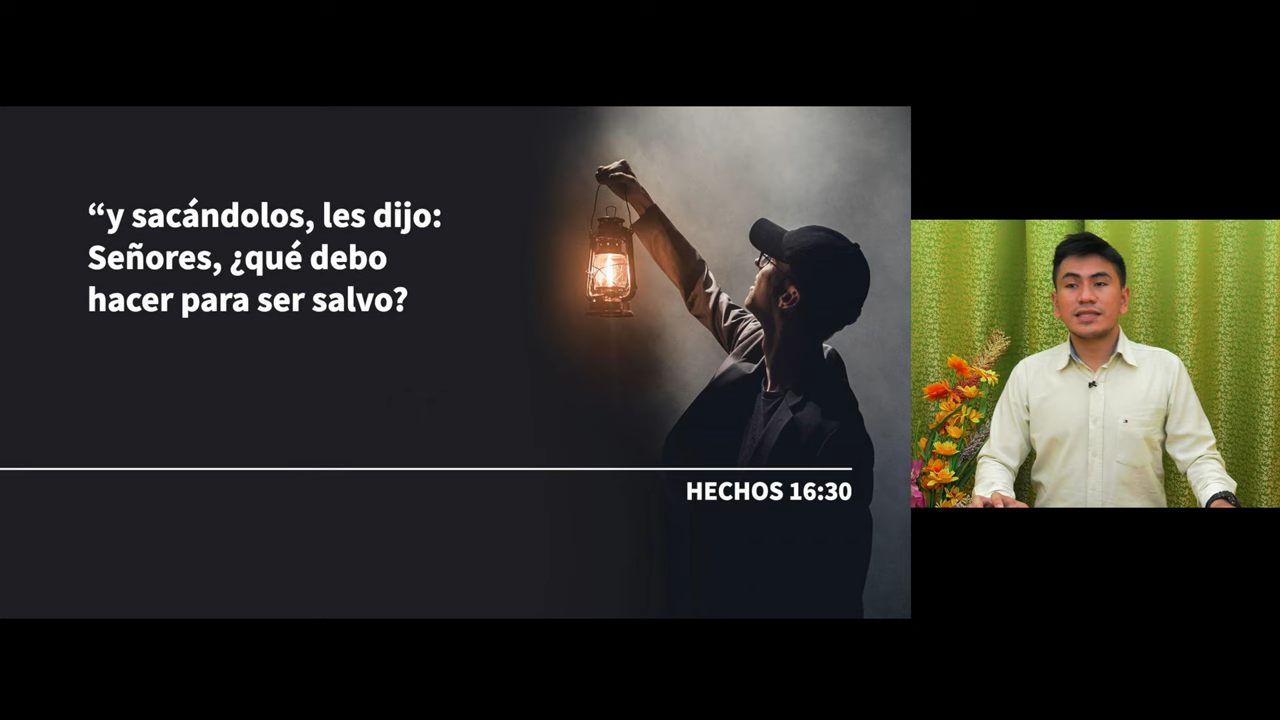 “y sacándolos, les dijo:
Señores, ¿qué debo
hacer para ser salvo?
HECHOS 16:30